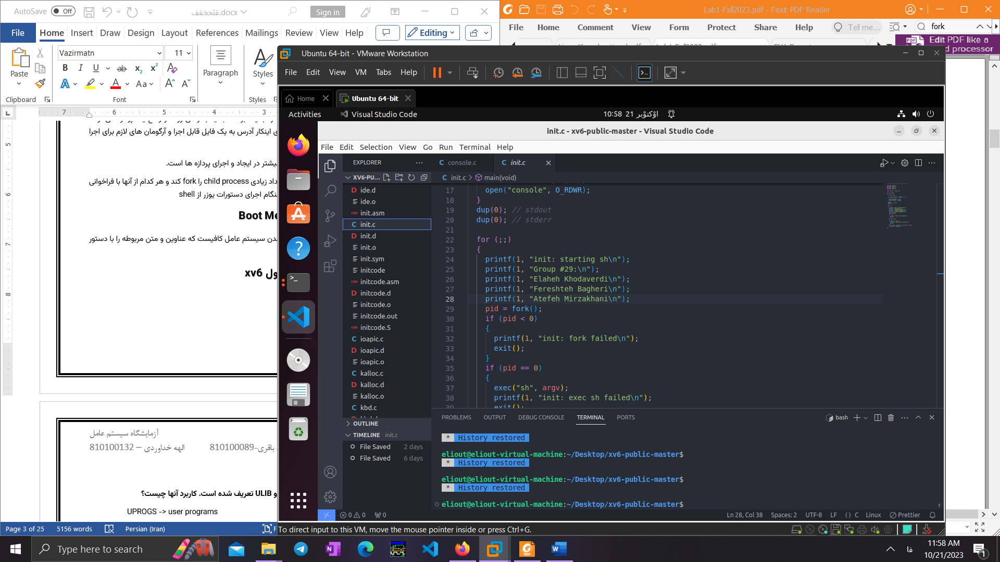 AutoSave Off قثحخقف.docx Sign in
File Home Insert Draw Design Layout References Mailings Review View Help Editing
Vazirmatn 11
Paste Paragraph Styles
Clipboard Font Styles
7 6 5 4 3
ی اینکار آدرس به یک فایل قابل اجرا و آرگومان های لازم برای اجرا
یشتر در ایجاد و اجرای پردازه ها است.
داد زیادی child process را fork کند و هر کدام از آنها با فراخوانی
نگام اجرای دستورات یوزر از shell
Boot Me
دن سیستم عامل کافیست که عناوین و متن مربوطه را با دستور
ول xv6
آزمایشگاه سیستم عامل
باقری-810100089 الهه خداوردی – 810100132
و ULIB تعریف شده است. کاربرد آنها چیست؟
UPROGS -> user programs
Page 3 of 25 5156 words Persian (Iran)
Lab1-Fall2023.pdf - Foxit PDF Reader
File Home Comment View Form Protect Share Help Tell me... fork
Edit PDF like a
d processor
Ubuntu 64-bit - VMware Workstation
File Edit View VM Tabs Help
Home Ubuntu 64-bit
Activities Visual Studio Code 10:58 21 اوْکتوْبر
init.c - xv6-public-master - Visual Studio Code
File Edit Selection View Go Run Terminal Help
EXPLORER
XV6-PU...
ide.d
ide.o
init.asm
init.c
init.d
init.o
init.sym
initcode
initcode.asm
initcode.d
initcode.o
initcode.out
initcode.S
ioapic.c
ioapic.d
ioapic.o
kalloc.c
kalloc.d
kalloc.o
kbd.c
OUTLINE
TIMELINE init.c
File Saved 2 days
File Saved 6 days
console.c init.c
init.c > main(void)
17 open("console", O_RDWR);
18 }
19 dup(0); // stdout
20 dup(0); // stderr
21
22 for (;;)
23 {
24 printf(1, "init: starting sh\n");
25 printf(1, "Group #29:\n");
26 printf(1, "Elaheh Khodaverdi\n");
27 printf(1, "Fereshteh Bagheri\n");
28 printf(1, "Atefeh Mirzakhani\n");
29 pid = fork();
30 if (pid < 0)
31 {
32 printf(1, "init: fork failed\n");
33 exit();
34 }
35 if (pid == 0)
36 {
37 exec("sh", argv);
38 printf(1, "init: exec sh failed\n");
39 exit();
PROBLEMS OUTPUT DEBUG CONSOLE TERMINAL PORTS bash
* History restored
eliout@eliout-virtual-machine:~/Desktop/xv6-public-master$
* History restored
eliout@eliout-virtual-machine:~/Desktop/xv6-public-master$
* History restored
eliout@eliout-virtual-machine:~/Desktop/xv6-public-master$
0 0 0 Ln 28, Col 38 Spaces: 2 UTF-8 LF {} C Linux Prettier
To direct input to this VM, move the mouse pointer inside or press Ctrl+G.
Type here to search فا 11:58 AM
10/21/2023 1